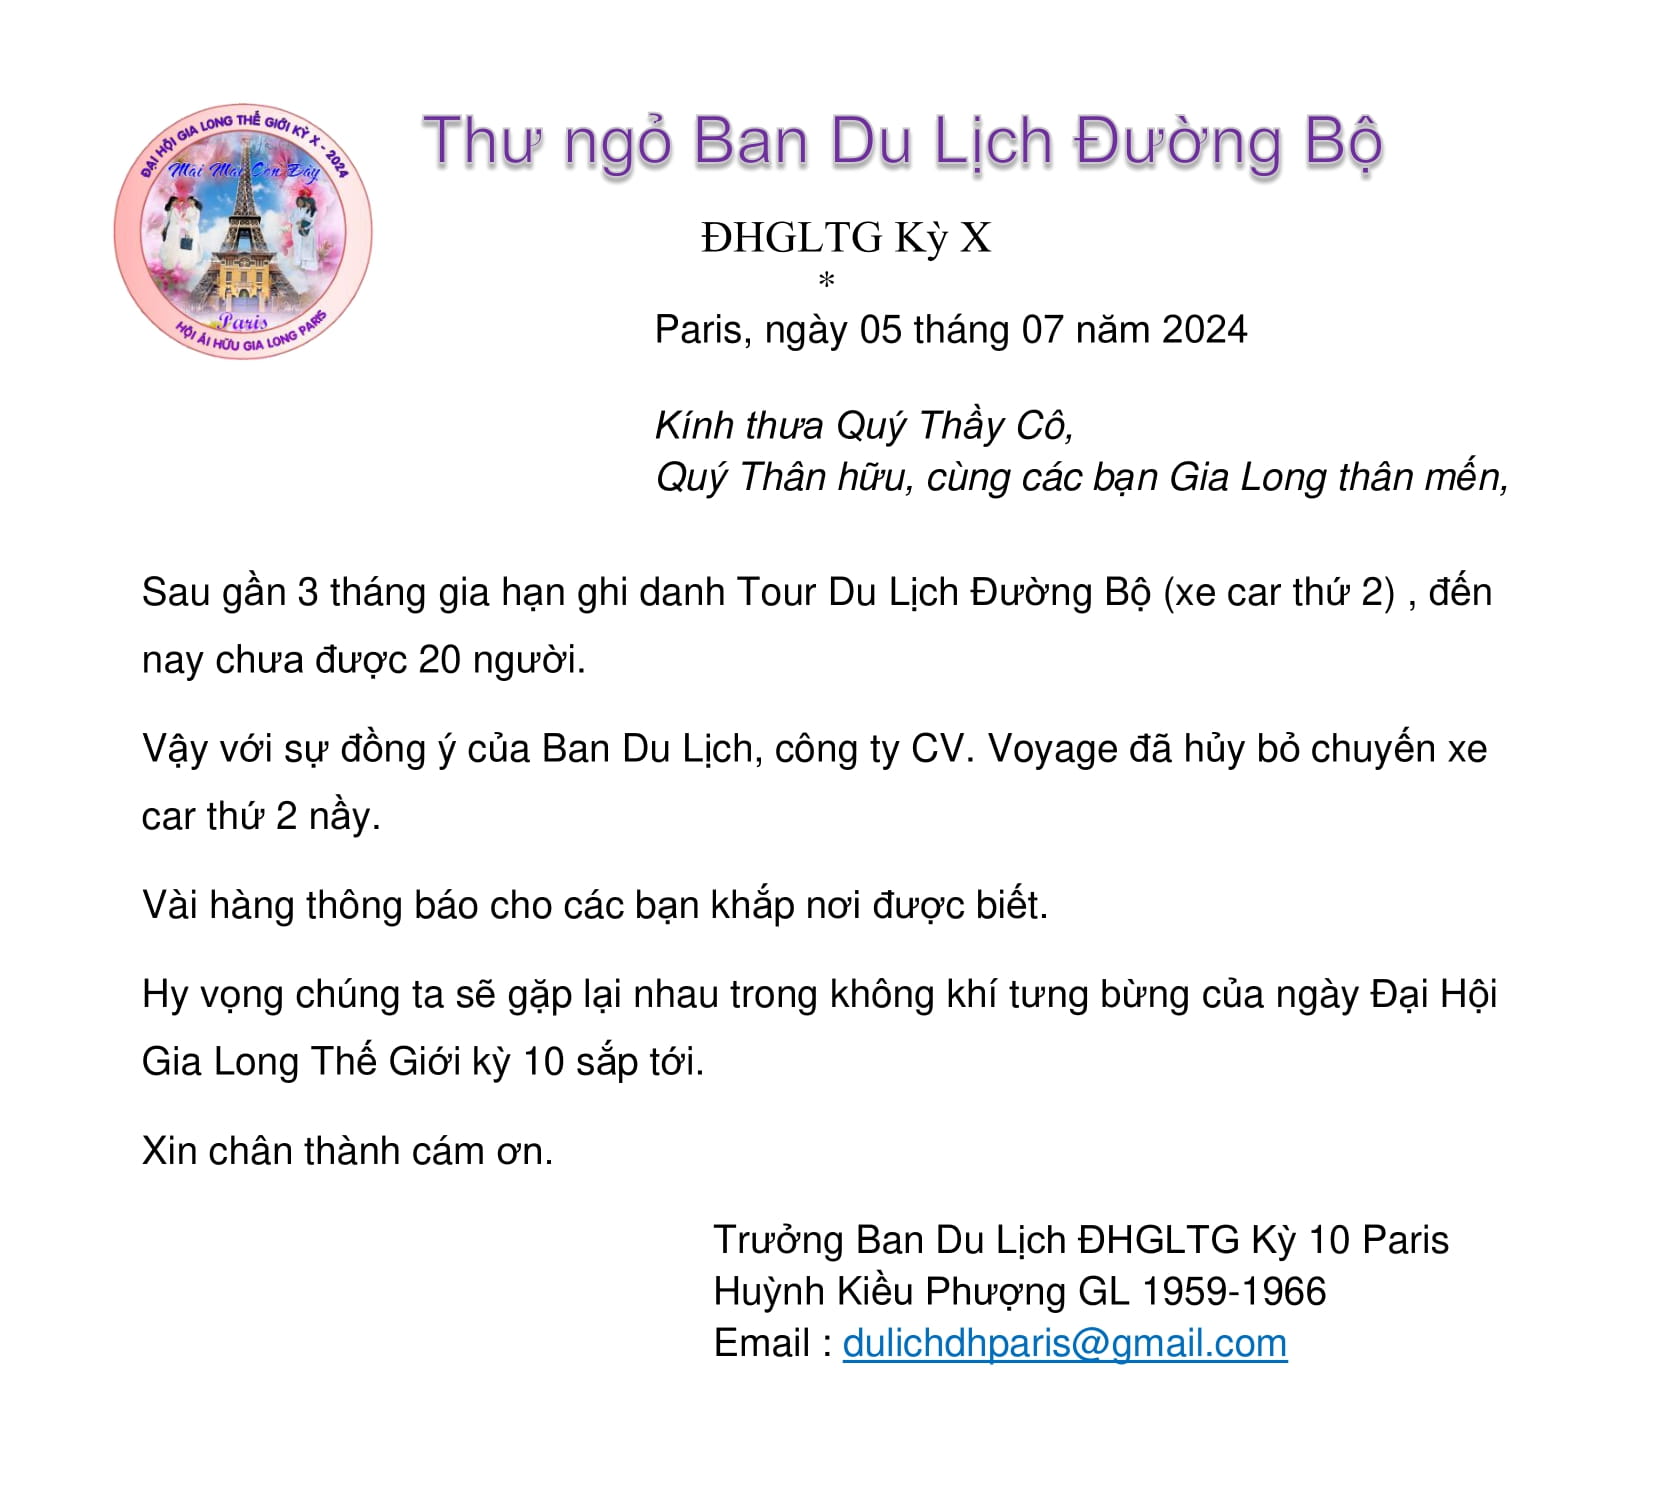 ĐẠI HỘI GIA LONG THẾ GIỚI KỲ X - 2024
Mai Mai Còn Đây
Paris
HỘI ÁI HỮU GIA LONG PARIS
Thư ngỏ Ban Du Lịch Đường Bộ
ĐHGLTG Kỳ X
*
Paris, ngày 05 tháng 07 năm 2024
Kính thưa Quý Thầy Cô,
Quý Thân hữu, cùng các bạn Gia Long thân mến,
Sau gần 3 tháng gia hạn ghi danh Tour Du Lịch Đường Bộ (xe car thứ 2) , đến
nay chưa được 20 người.
Vậy với sự đồng ý của Ban Du Lịch, công ty CV. Voyage đã hủy bỏ chuyến xe
car thứ 2 nầy.
Vài hàng thông báo cho các bạn khắp nơi được biết.
Hy vọng chúng ta sẽ gặp lại nhau trong không khí tưng bừng của ngày Đại Hội
Gia Long Thế Giới kỳ 10 sắp tới.
Xin chân thành cám ơn.
Trưởng Ban Du Lịch ĐHGLTG Kỳ 10 Paris
Huỳnh Kiều Phượng GL 1959-1966
Email : dulichdhparis@gmail.com